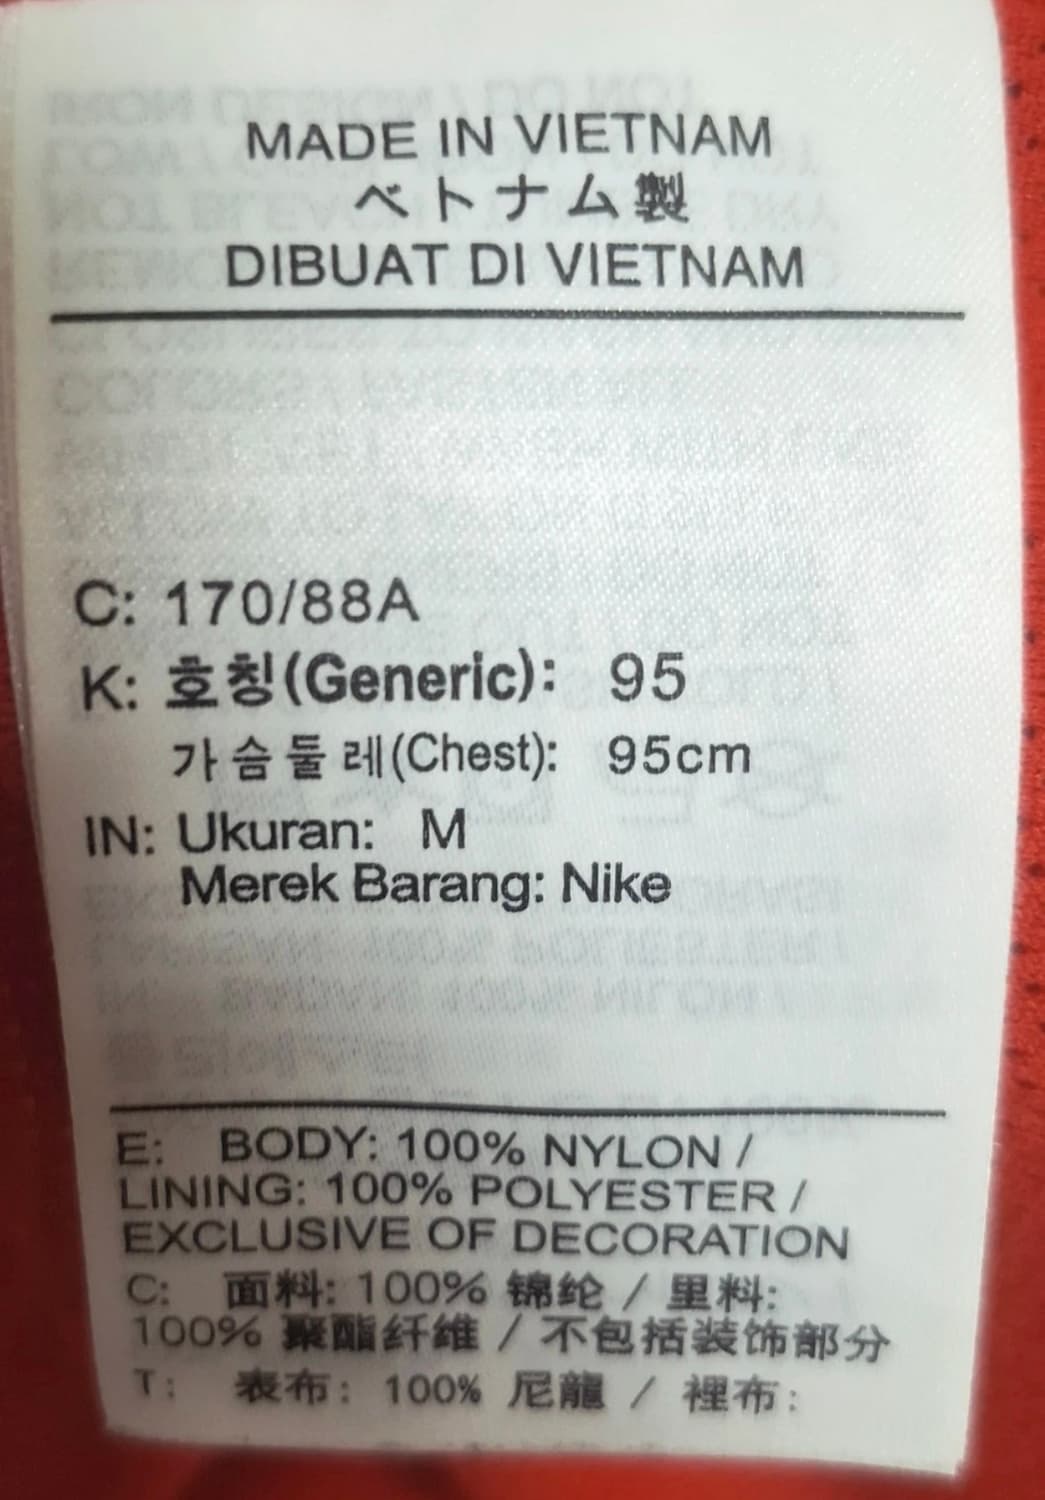 MADE IN VIETNAM
ベトナム製
DIBUAT DI VIETNAM
C: 170/88A
K: 호칭(Generic): 95
가슴둘레(Chest): 95cm
IN: Ukuran: M
Merek Barang: Nike
E: BODY: 100% NYLON /
LINING: 100% POLYESTER /
EXCLUSIVE OF DECORATION
C: 面料: 100% 锦纶 / 里料:
100% 聚酯纤维 / 不包括装饰部分
T: 表布: 100% 尼龍 / 裡布: